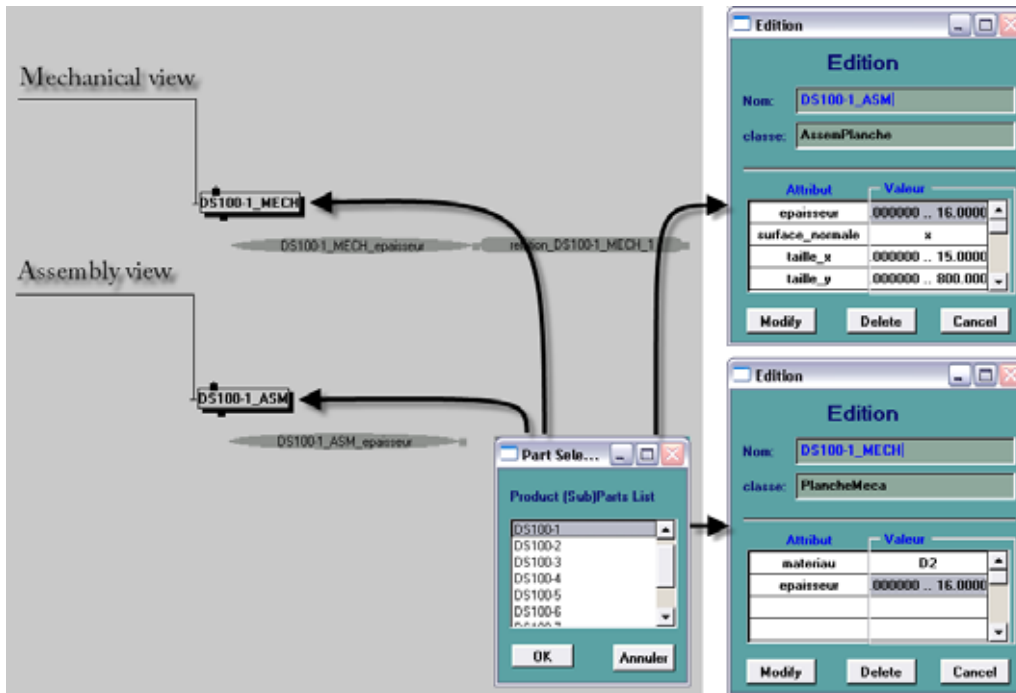 Mechanical view
DS100-1_MECH
DS100-1_MECH_epaisseur
relation_DS100-1_MECH_1
Assembly view
DS100-1_ASM
DS100-1_ASM_epaisseur
Part Sele...
Product (Sub)Parts List
DS100-1
DS100-2
DS100-3
DS100-4
DS100-5
DS100-6
DS100-7
OK Annuler
Edition
Edition
Nom: DS100-1_ASM
classe: AssemPlanche
Attribut Valeur
epaisseur .000000 .. 16.0000
surface_normale x
taille_x .000000 .. 15.0000
taille_y .000000 .. 800.000
Modify Delete Cancel
Edition
Edition
Nom: DS100-1_MECH
classe: PlancheMeca
Attribut Valeur
materiau D2
epaisseur .000000 .. 16.0000
Modify Delete Cancel